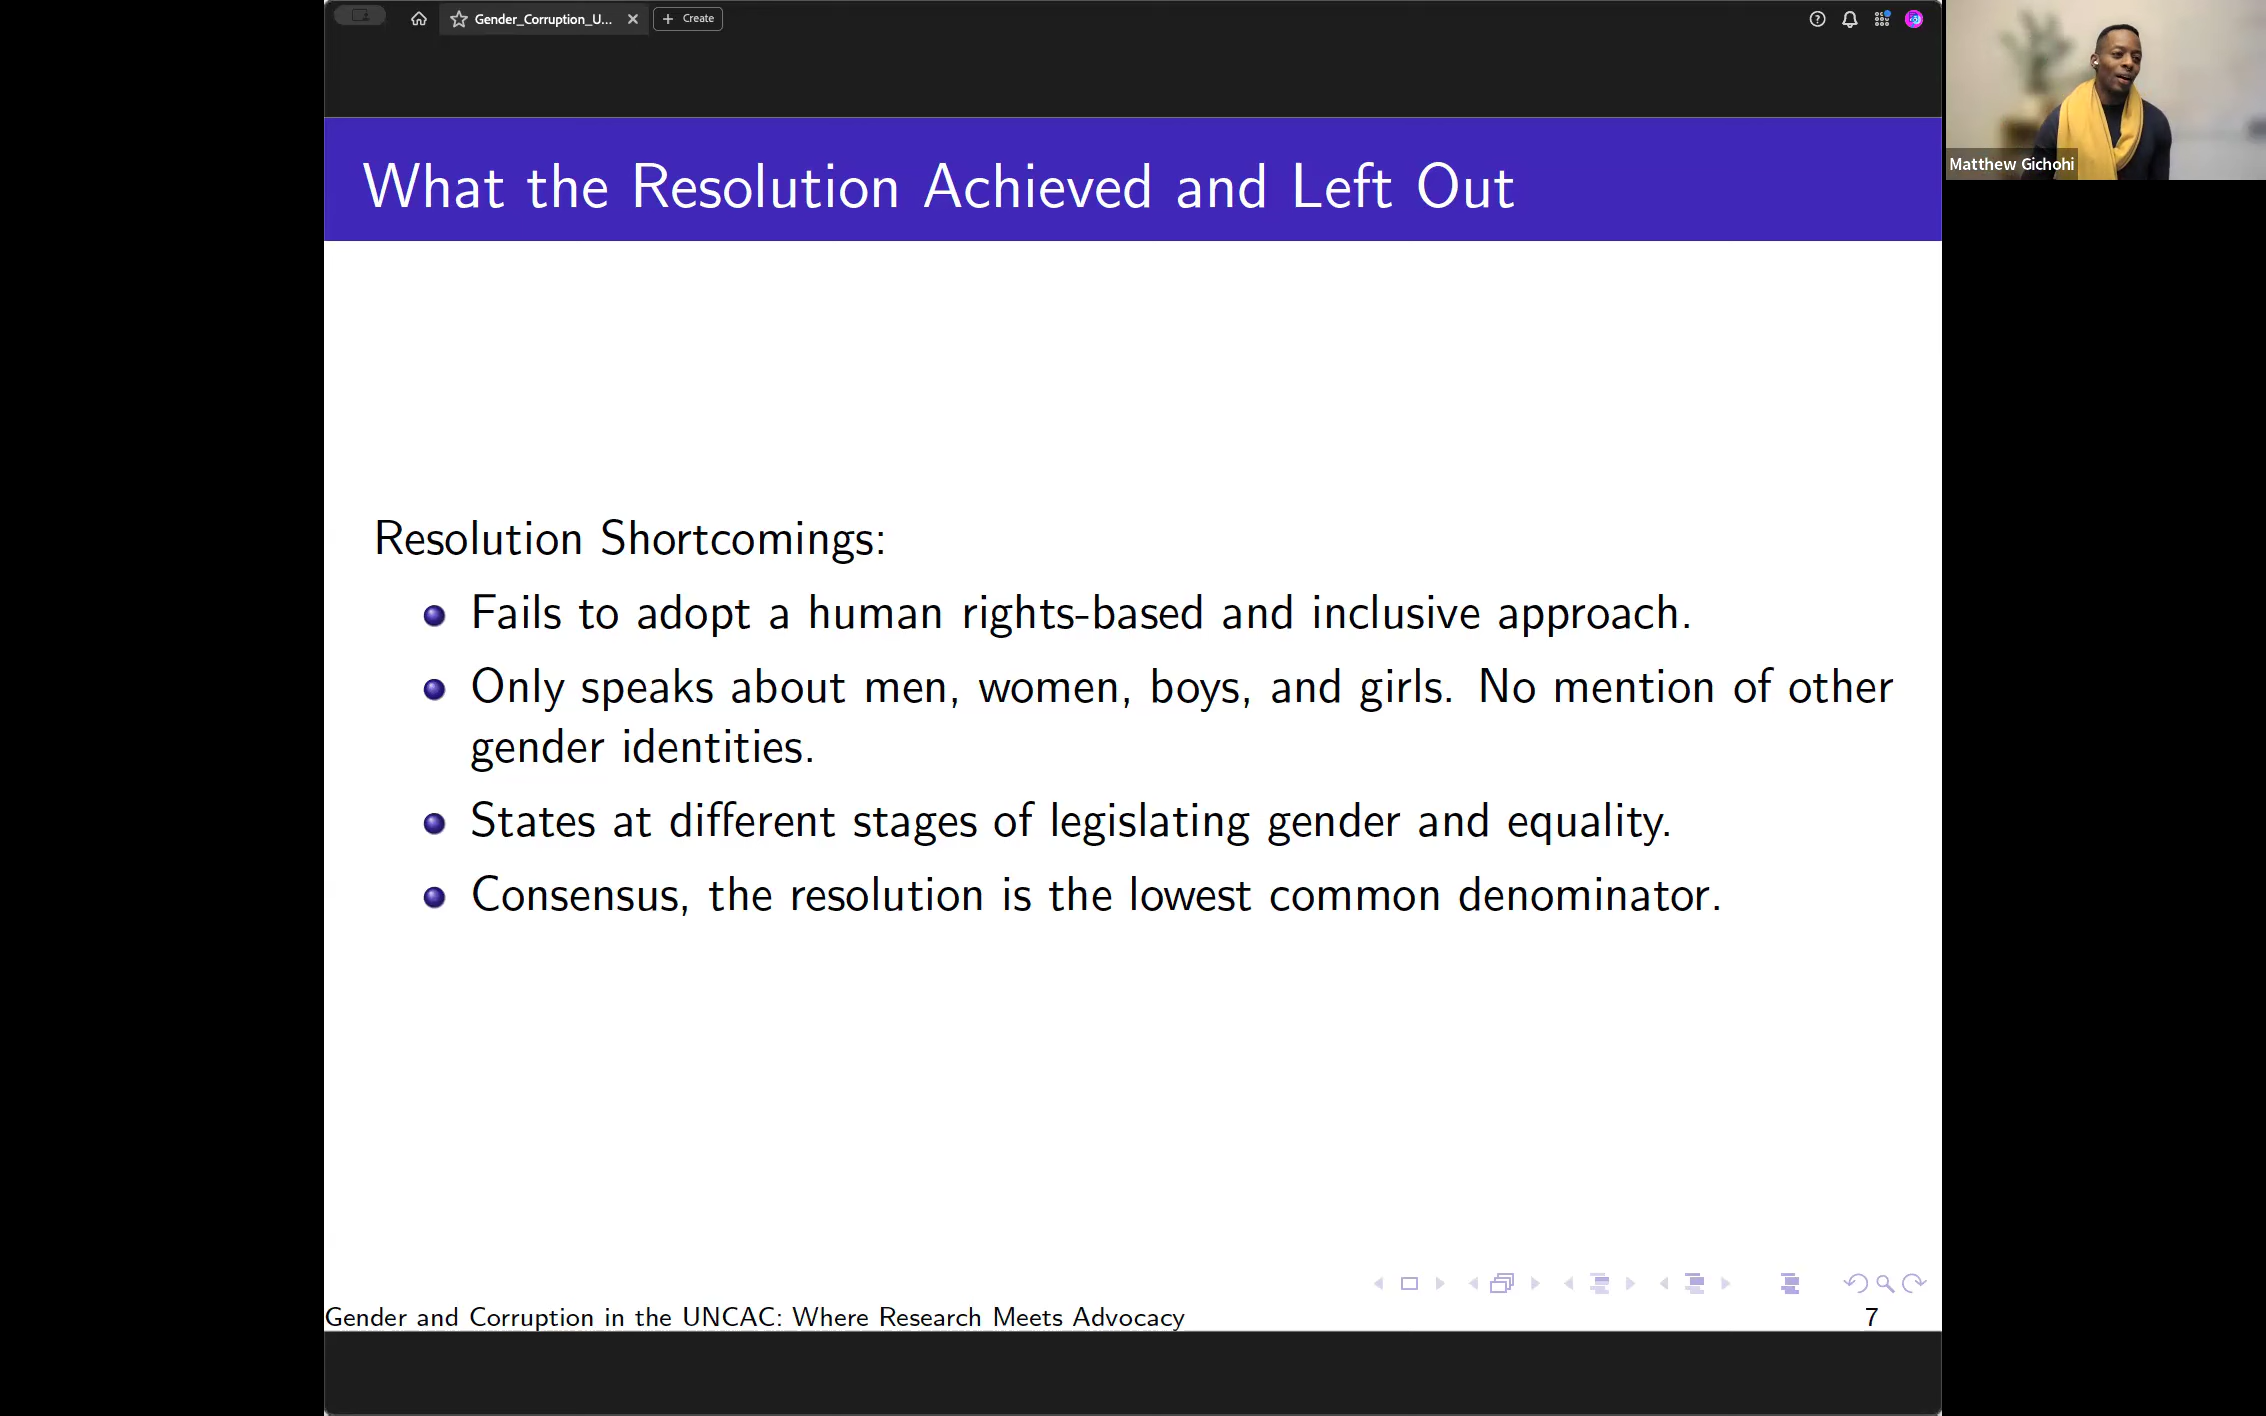 Gender_Corruption_U...
Create
Matthew Gichohi
What the Resolution Achieved and Left Out
Resolution Shortcomings:
Fails to adopt a human rights-based and inclusive approach.
Only speaks about men, women, boys, and girls. No mention of other
gender identities.
States at different stages of legislating gender and equality.
Consensus, the resolution is the lowest common denominator.
Gender and Corruption in the UNCAC: Where Research Meets Advocacy
7